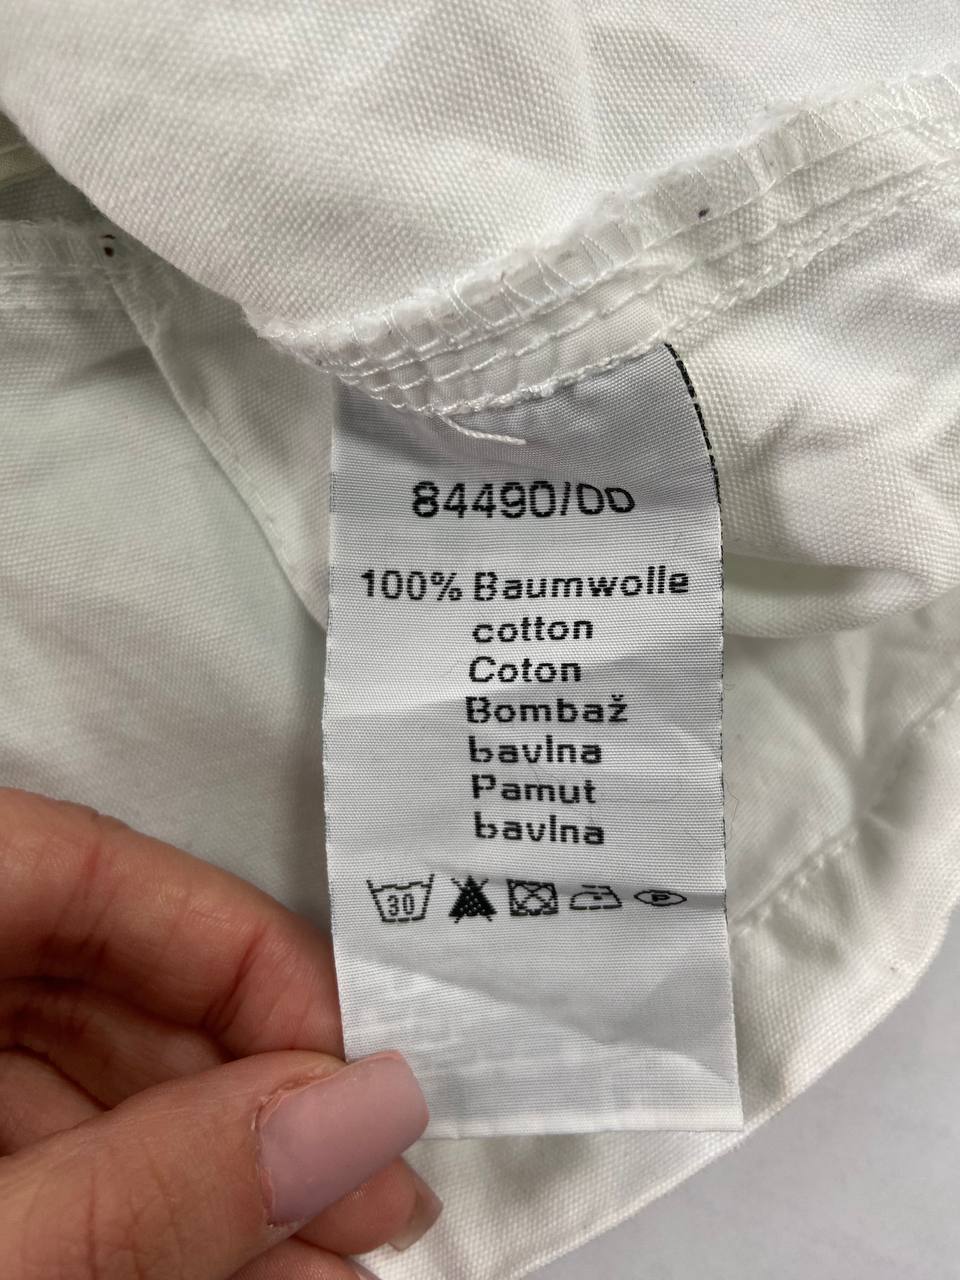 84490/00
100% Baumwolle
cotton
Coton
Bombaž
bavlna
Pamut
bavlna
30
P